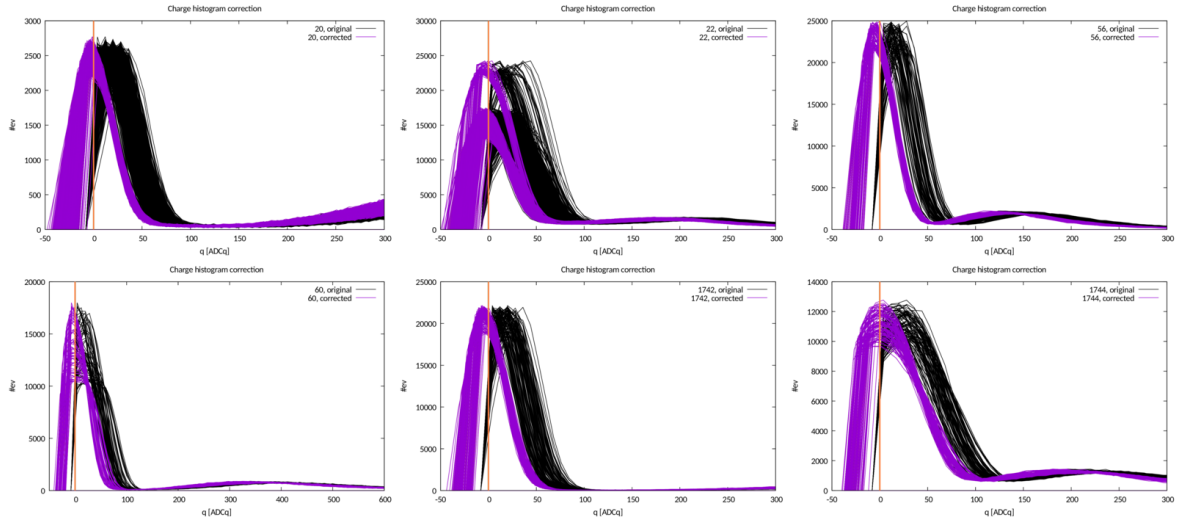 Charge histogram correction
3000
2500
2000
1500
1000
500
0
#ev
20, original
20, corrected
-50 0 50 100 150 200 250 300
q [ADCq]
Charge histogram correction
30000
25000
20000
15000
10000
5000
0
#ev
22, original
22, corrected
-50 0 50 100 150 200 250 300
q [ADCq]
Charge histogram correction
25000
20000
15000
10000
5000
0
#ev
56, original
56, corrected
-50 0 50 100 150 200 250 300
q [ADCq]
Charge histogram correction
20000
15000
10000
5000
0
#ev
60, original
60, corrected
0 100 200 300 400 500 600
q [ADCq]
Charge histogram correction
25000
20000
15000
10000
5000
0
#ev
1742, original
1742, corrected
-50 0 50 100 150 200 250 300
q [ADCq]
Charge histogram correction
14000
12000
10000
8000
6000
4000
2000
0
#ev
1744, original
1744, corrected
-50 0 50 100 150 200 250 300
q [ADCq]